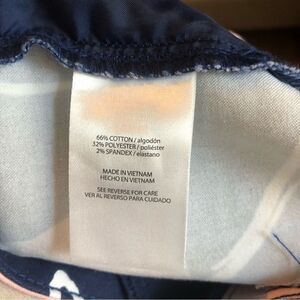 66% COTTON / algodón
32% POLYESTER / poliéster
2% SPANDEX / elastano
MADE IN VIETNAM
HECHO EN VIETNAM
SEE REVERSE FOR CARE
VER AL REVERSO PARA CUIDADO